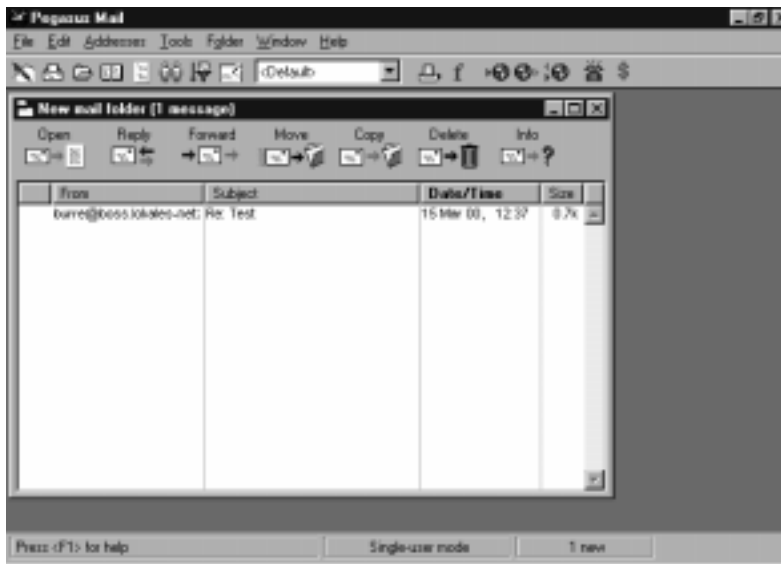 Pegasus Mail
File Edit Addresses Tools Folder Window Help
<Default>
New mail folder (1 message)
Open Reply Forward Move Copy Delete Info
From Subject Date/Time Size
burre@boss.lokales-net: Re: Test 15 Mar 00, 12:37 0.7k
Press <F1> for help Single-user mode 1 new